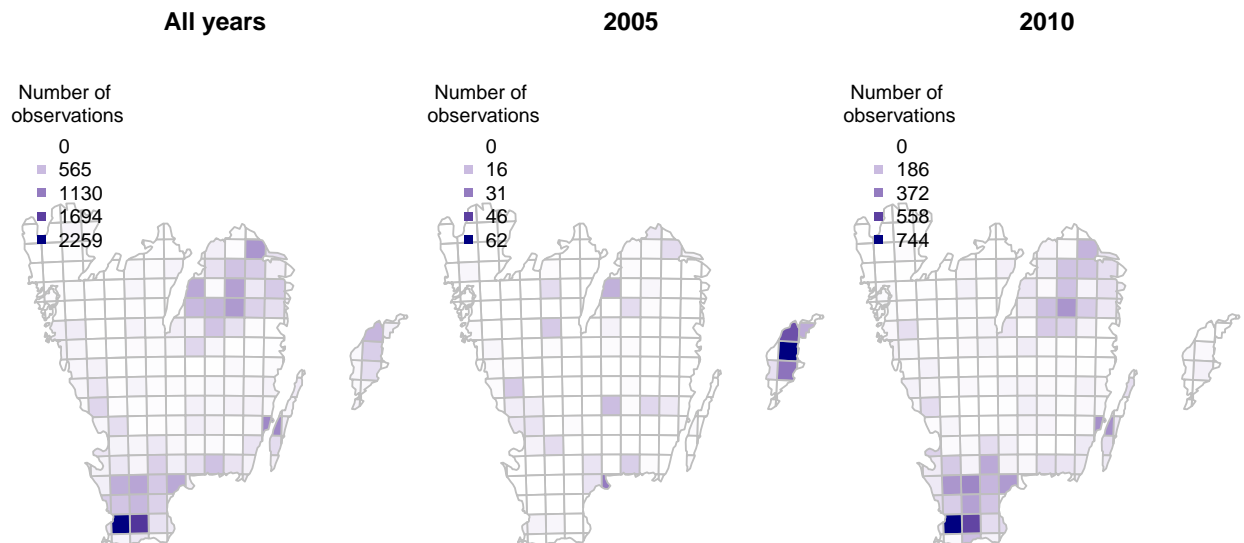 All years
Number of
observations
0
565
1130
1694
2259
2005
Number of
observations
0
16
31
46
62
2010
Number of
observations
0
186
372
558
744